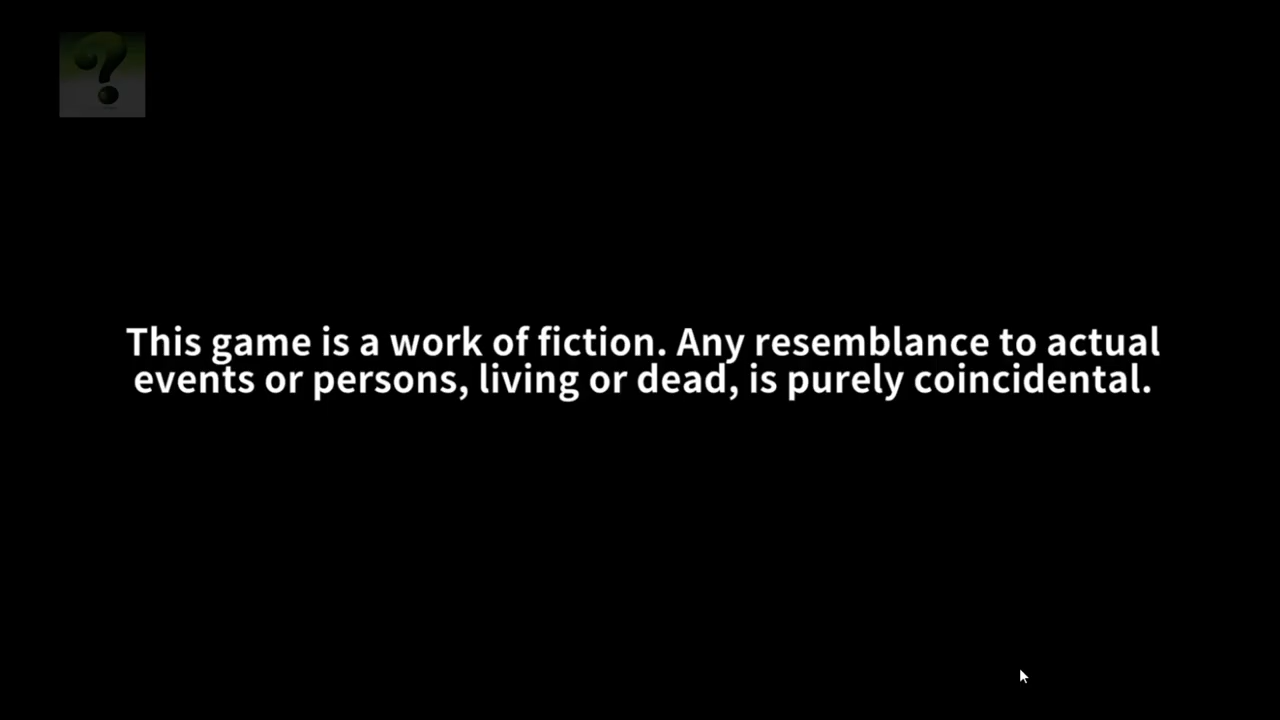 This game is a work of fiction. Any resemblance to actual
events or persons, living or dead, is purely coincidental.